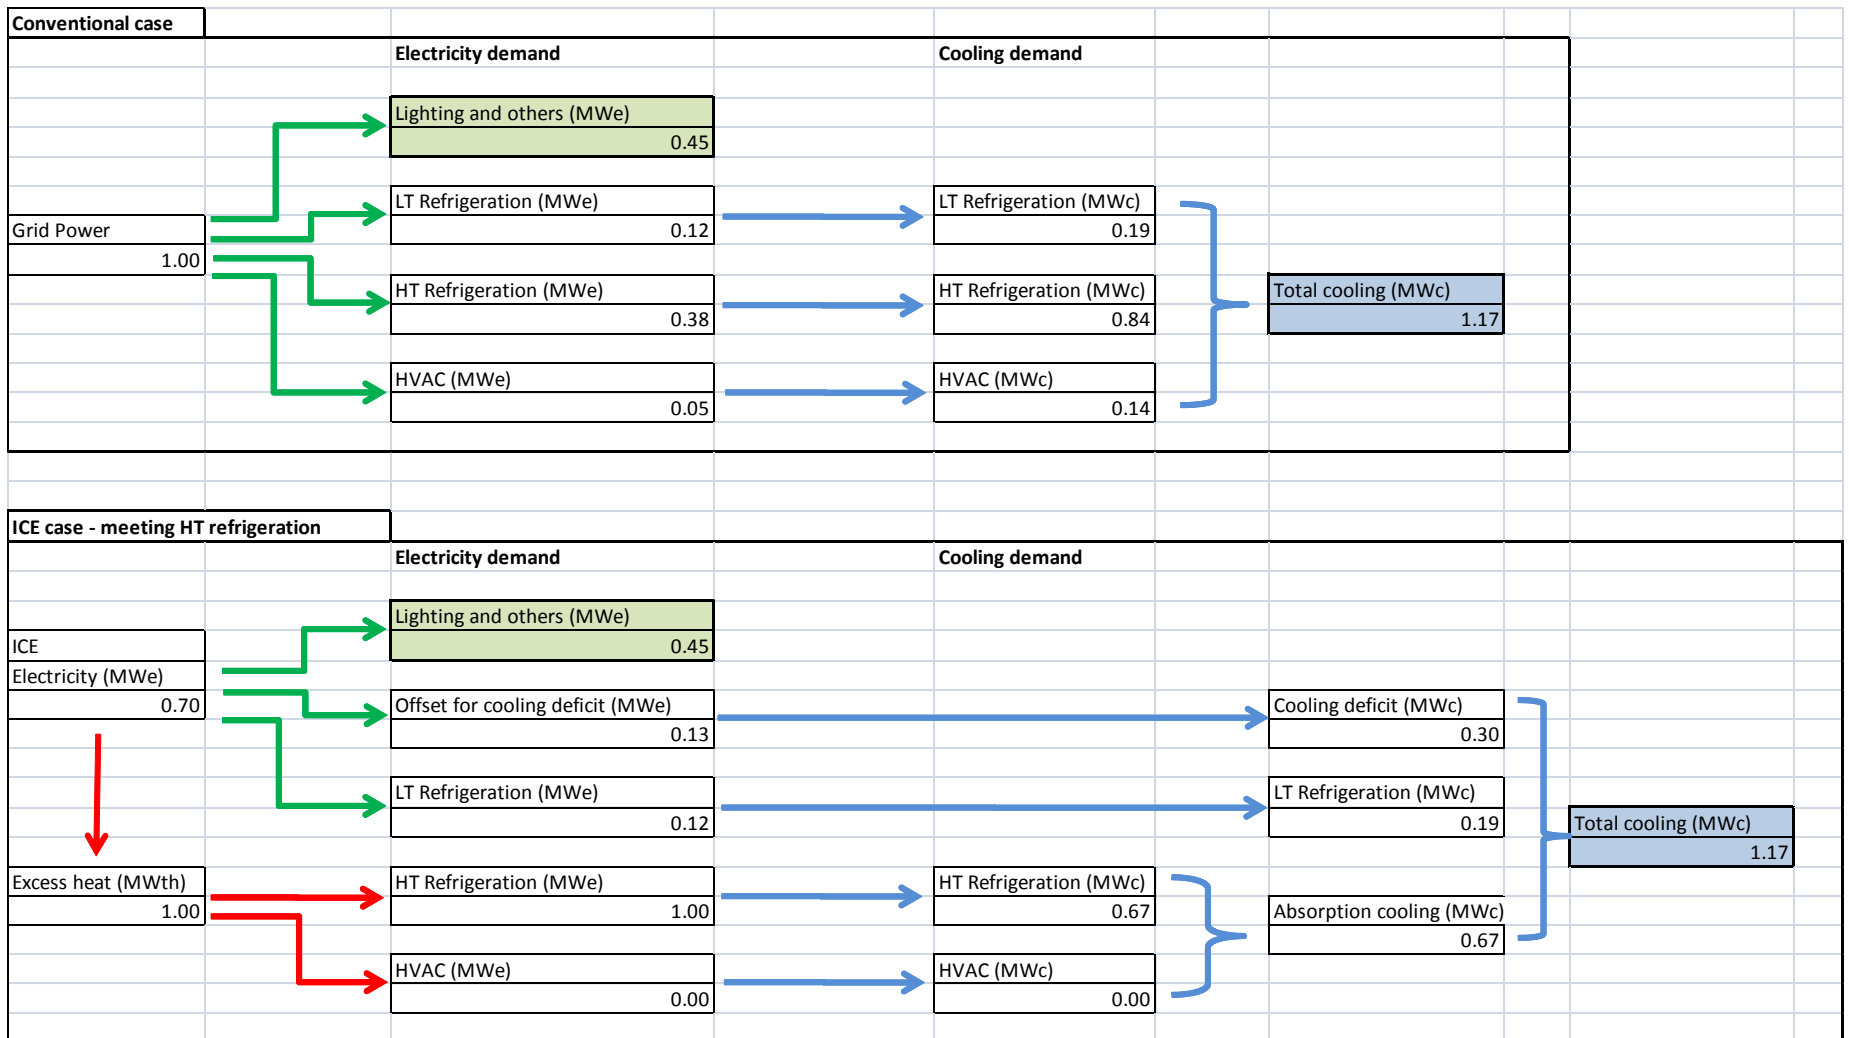 Conventional case
Electricity demand
Cooling demand
Lighting and others (MWe)
0.45
LT Refrigeration (MWe)
LT Refrigeration (MWc)
Grid Power
0.12
0.19
1.00
HT Refrigeration (MWe)
HT Refrigeration (MWc)
Total cooling (MWc)
0.38
0.84
1.17
HVAC (MWe)
HVAC (MWc)
0.05
0.14
ICE case - meeting HT refrigeration
Electricity demand
Cooling demand
Lighting and others (MWe)
ICE
0.45
Electricity (MWe)
0.70
Offset for cooling deficit (MWe)
Cooling deficit (MWc)
0.13
0.30
LT Refrigeration (MWe)
LT Refrigeration (MWc)
0.12
0.19
Total cooling (MWc)
1.17
Excess heat (MWth)
HT Refrigeration (MWe)
HT Refrigeration (MWc)
1.00
1.00
0.67
Absorption cooling (MWc)
0.67
HVAC (MWe)
HVAC (MWc)
0.00
0.00